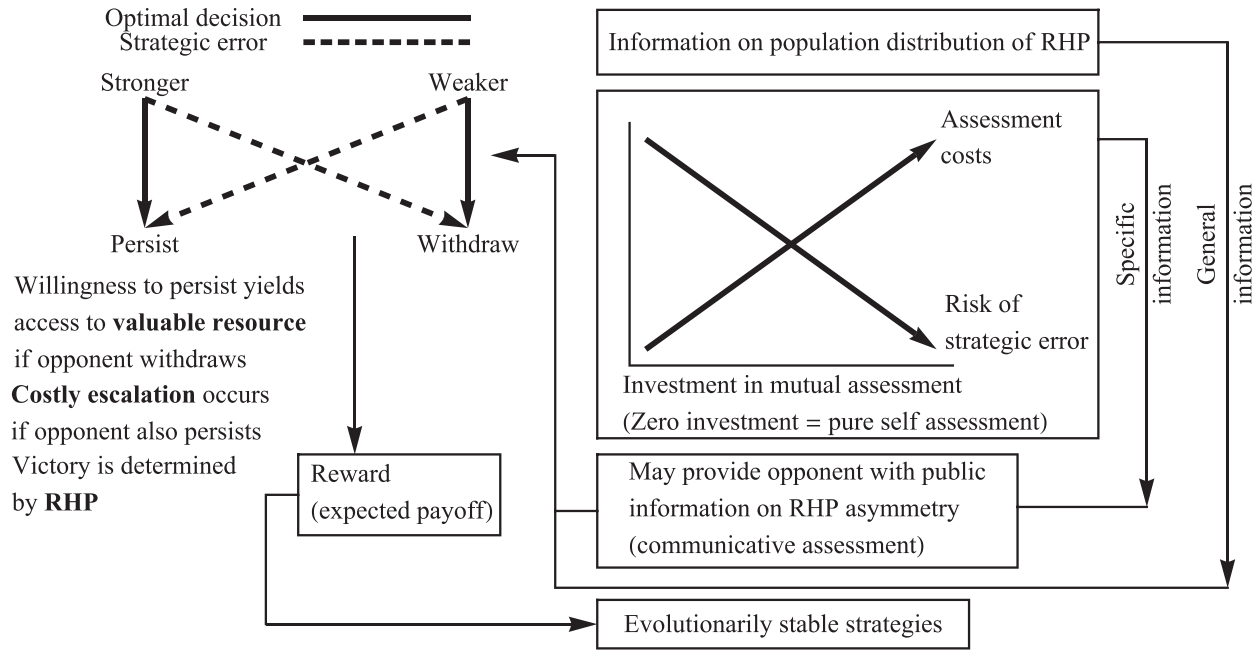 Optimal decision
Strategic error
Stronger
Weaker
Persist
Withdraw
Willingness to persist yields
access to valuable resource
if opponent withdraws
Costly escalation occurs
if opponent also persists
Victory is determined
by RHP
Reward
(expected payoff)
Information on population distribution of RHP
Assessment
costs
Risk of
strategic error
Investment in mutual assessment
(Zero investment = pure self assessment)
Specific
information
General
information
May provide opponent with public
information on RHP asymmetry
(communicative assessment)
Evolutionarily stable strategies